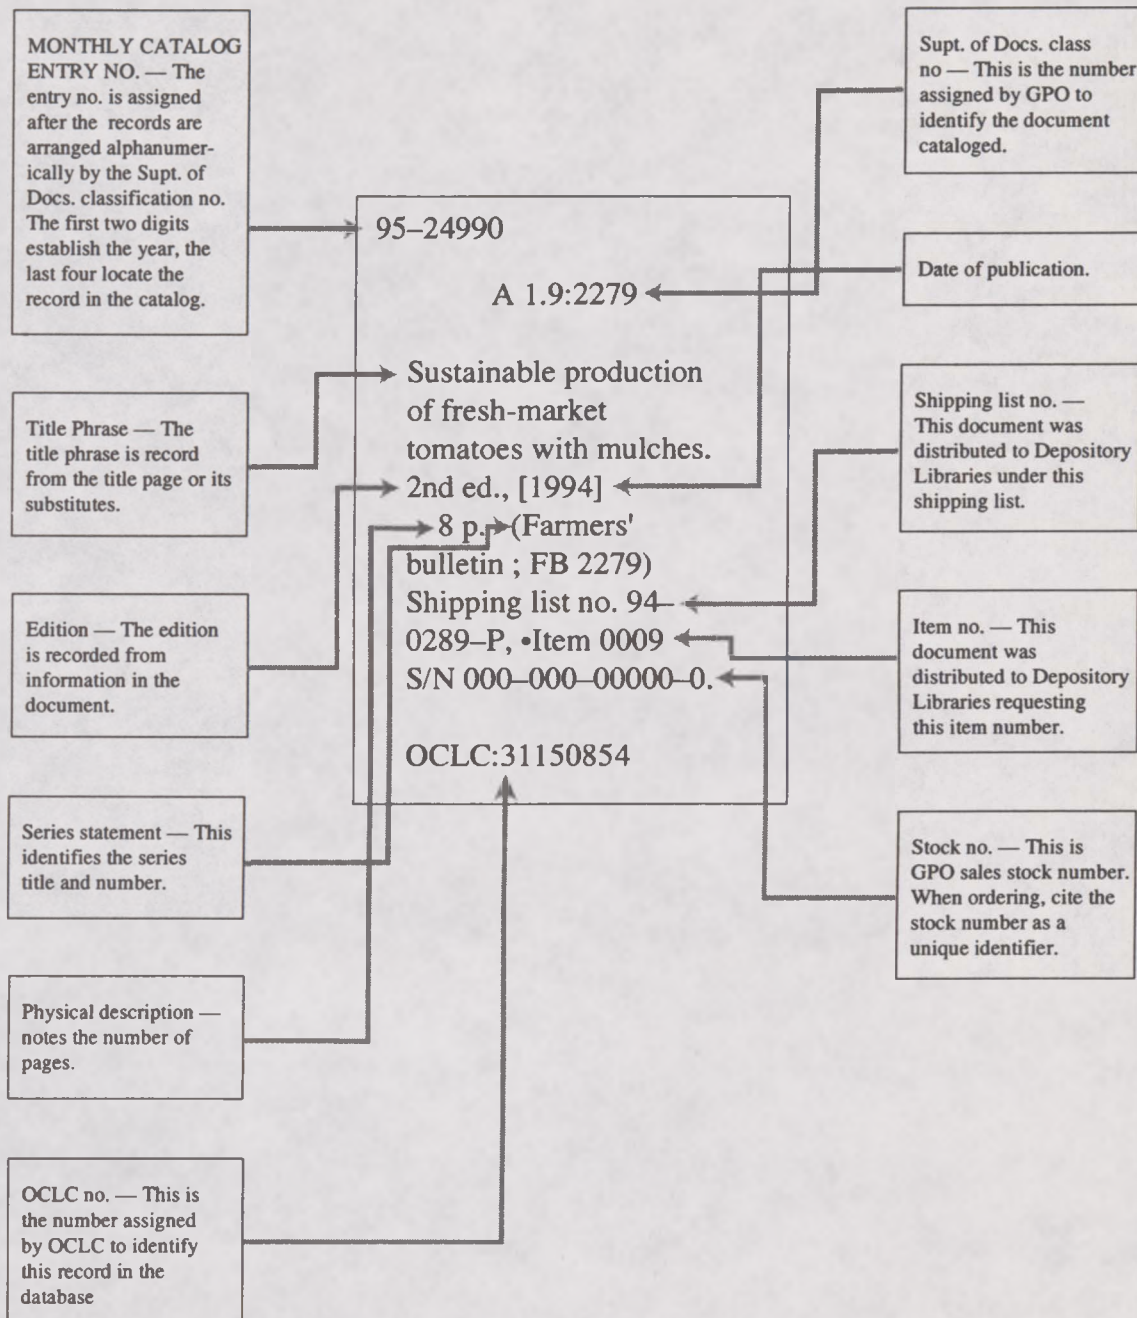 MONTHLY CATALOG
ENTRY NO. — The
entry no. is assigned
after the records are
arranged alphanumer-
ically by the Supt. of
Docs. classification no.
The first two digits
establish the year, the
last four locate the
record in the catalog.
Title Phrase — The
title phrase is record
from the title page or its
substitutes.
Edition — The edition
is recorded from
information in the
document.
Series statement — This
identifies the series
title and number.
Physical description —
notes the number of
pages.
OCLC no. — This is
the number assigned
by OCLC to identify
this record in the
database
95–24990
A 1.9:2279
Sustainable production
of fresh-market
tomatoes with mulches.
2nd ed., [1994]
8 p. (Farmers'
bulletin ; FB 2279)
Shipping list no. 94–
0289–P, •Item 0009
S/N 000–000–00000–0.
OCLC:31150854
Supt. of Docs. class
no — This is the number
assigned by GPO to
identify the document
cataloged.
Date of publication.
Shipping list no. —
This document was
distributed to Depository
Libraries under this
shipping list.
Item no. — This
document was
distributed to Depository
Libraries requesting
this item number.
Stock no. — This is
GPO sales stock number.
When ordering, cite the
stock number as a
unique identifier.